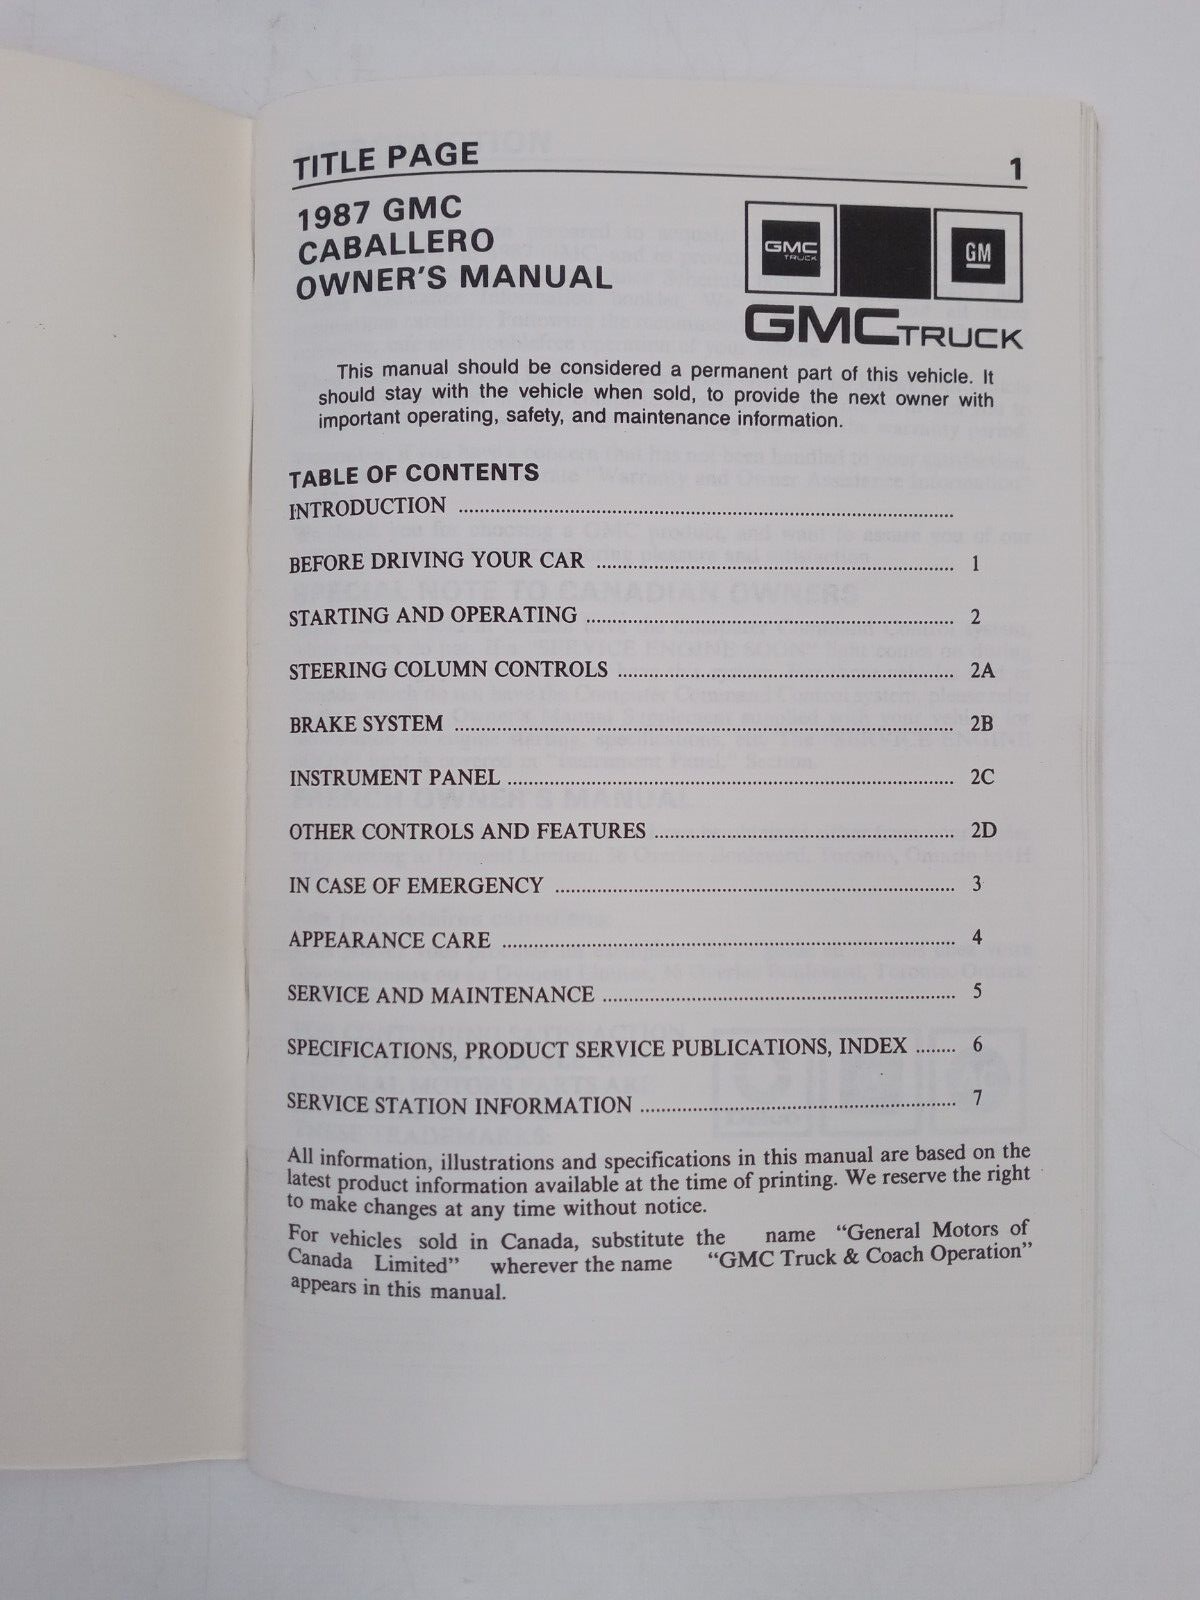 TITLE PAGE 1
1987 GMC
CABALLERO
OWNER'S MANUAL
GMC
TRUCK
GM
GMC TRUCK
This manual should be considered a permanent part of this vehicle. It
should stay with the vehicle when sold, to provide the next owner with
important operating, safety, and maintenance information.
TABLE OF CONTENTS
INTRODUCTION ....................
BEFORE DRIVING YOUR CAR .................... 1
STARTING AND OPERATING .................... 2
STEERING COLUMN CONTROLS .................... 2A
BRAKE SYSTEM .................... 2B
INSTRUMENT PANEL .................... 2C
OTHER CONTROLS AND FEATURES .................... 2D
IN CASE OF EMERGENCY .................... 3
APPEARANCE CARE .................... 4
SERVICE AND MAINTENANCE .................... 5
SPECIFICATIONS, PRODUCT SERVICE PUBLICATIONS, INDEX ........ 6
SERVICE STATION INFORMATION .................... 7
All information, illustrations and specifications in this manual are based on the
latest product information available at the time of printing. We reserve the right
to make changes at any time without notice.
For vehicles sold in Canada, substitute the name “General Motors of
Canada Limited” wherever the name “GMC Truck & Coach Operation”
appears in this manual.